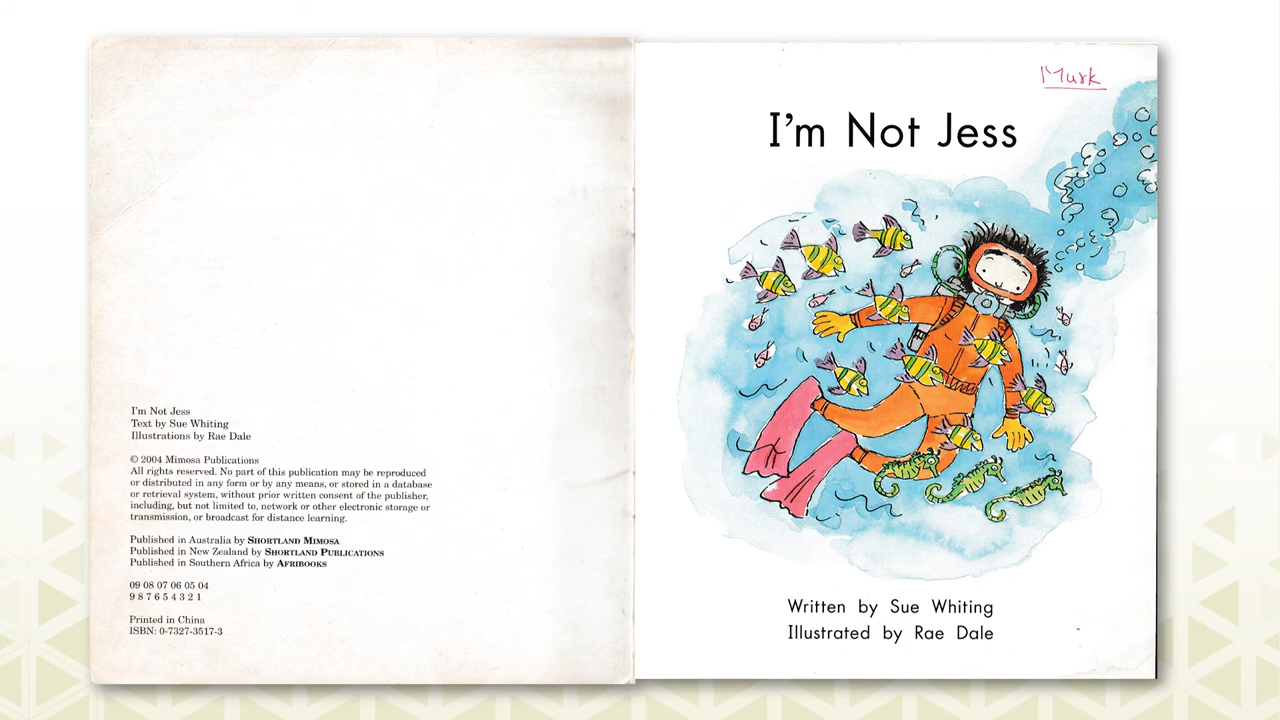 I'm Not Jess
Text by Sue Whiting
Illustrations by Rae Dale
© 2004 Mimosa Publications
All rights reserved. No part of this publication may be reproduced
or distributed in any form or by any means, or stored in a database
or retrieval system, without prior written consent of the publisher,
including, but not limited to, network or other electronic storage or
transmission, or broadcast for distance learning.
Published in Australia by SHORTLAND MIMOSA
Published in New Zealand by SHORTLAND PUBLICATIONS
Published in Southern Africa by AFRIBOOKS
09 08 07 06 05 04
9 8 7 6 5 4 3 2 1
Printed in China
ISBN: 0-7327-3517-3
Musk
I'm Not Jess
Written by Sue Whiting
Illustrated by Rae Dale